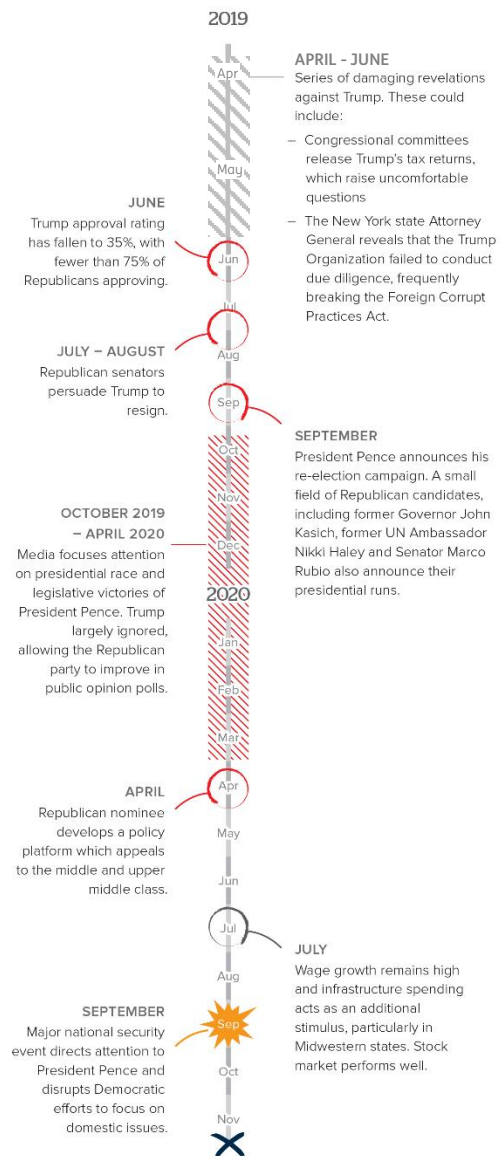 2019
Apr
APRIL - JUNE
Series of damaging revelations
against Trump. These could
include:
– Congressional committees
release Trump's tax returns,
which raise uncomfortable
questions
– The New York state Attorney
General reveals that the Trump
Organization failed to conduct
due diligence, frequently
breaking the Foreign Corrupt
Practices Act.
May
JUNE
Trump approval rating
has fallen to 35%, with
fewer than 75% of
Republicans approving.
Jun
Jul
JULY – AUGUST
Republican senators
persuade Trump to
resign.
Aug
Sep
SEPTEMBER
President Pence announces his
re-election campaign. A small
field of Republican candidates,
including former Governor John
Kasich, former UN Ambassador
Nikki Haley and Senator Marco
Rubio also announce their
presidential runs.
Oct
Nov
OCTOBER 2019
– APRIL 2020
Media focuses attention
on presidential race and
legislative victories of
President Pence. Trump
largely ignored,
allowing the Republican
party to improve in
public opinion polls.
Dec
2020
Jan
Feb
Mar
Apr
APRIL
Republican nominee
develops a policy
platform which appeals
to the middle and upper
middle class.
May
Jun
Jul
JULY
Wage growth remains high
and infrastructure spending
acts as an additional
stimulus, particularly in
Midwestern states. Stock
market performs well.
Aug
SEPTEMBER
Major national security
event directs attention to
President Pence and
disrupts Democratic
efforts to focus on
domestic issues.
Sep
Oct
Nov